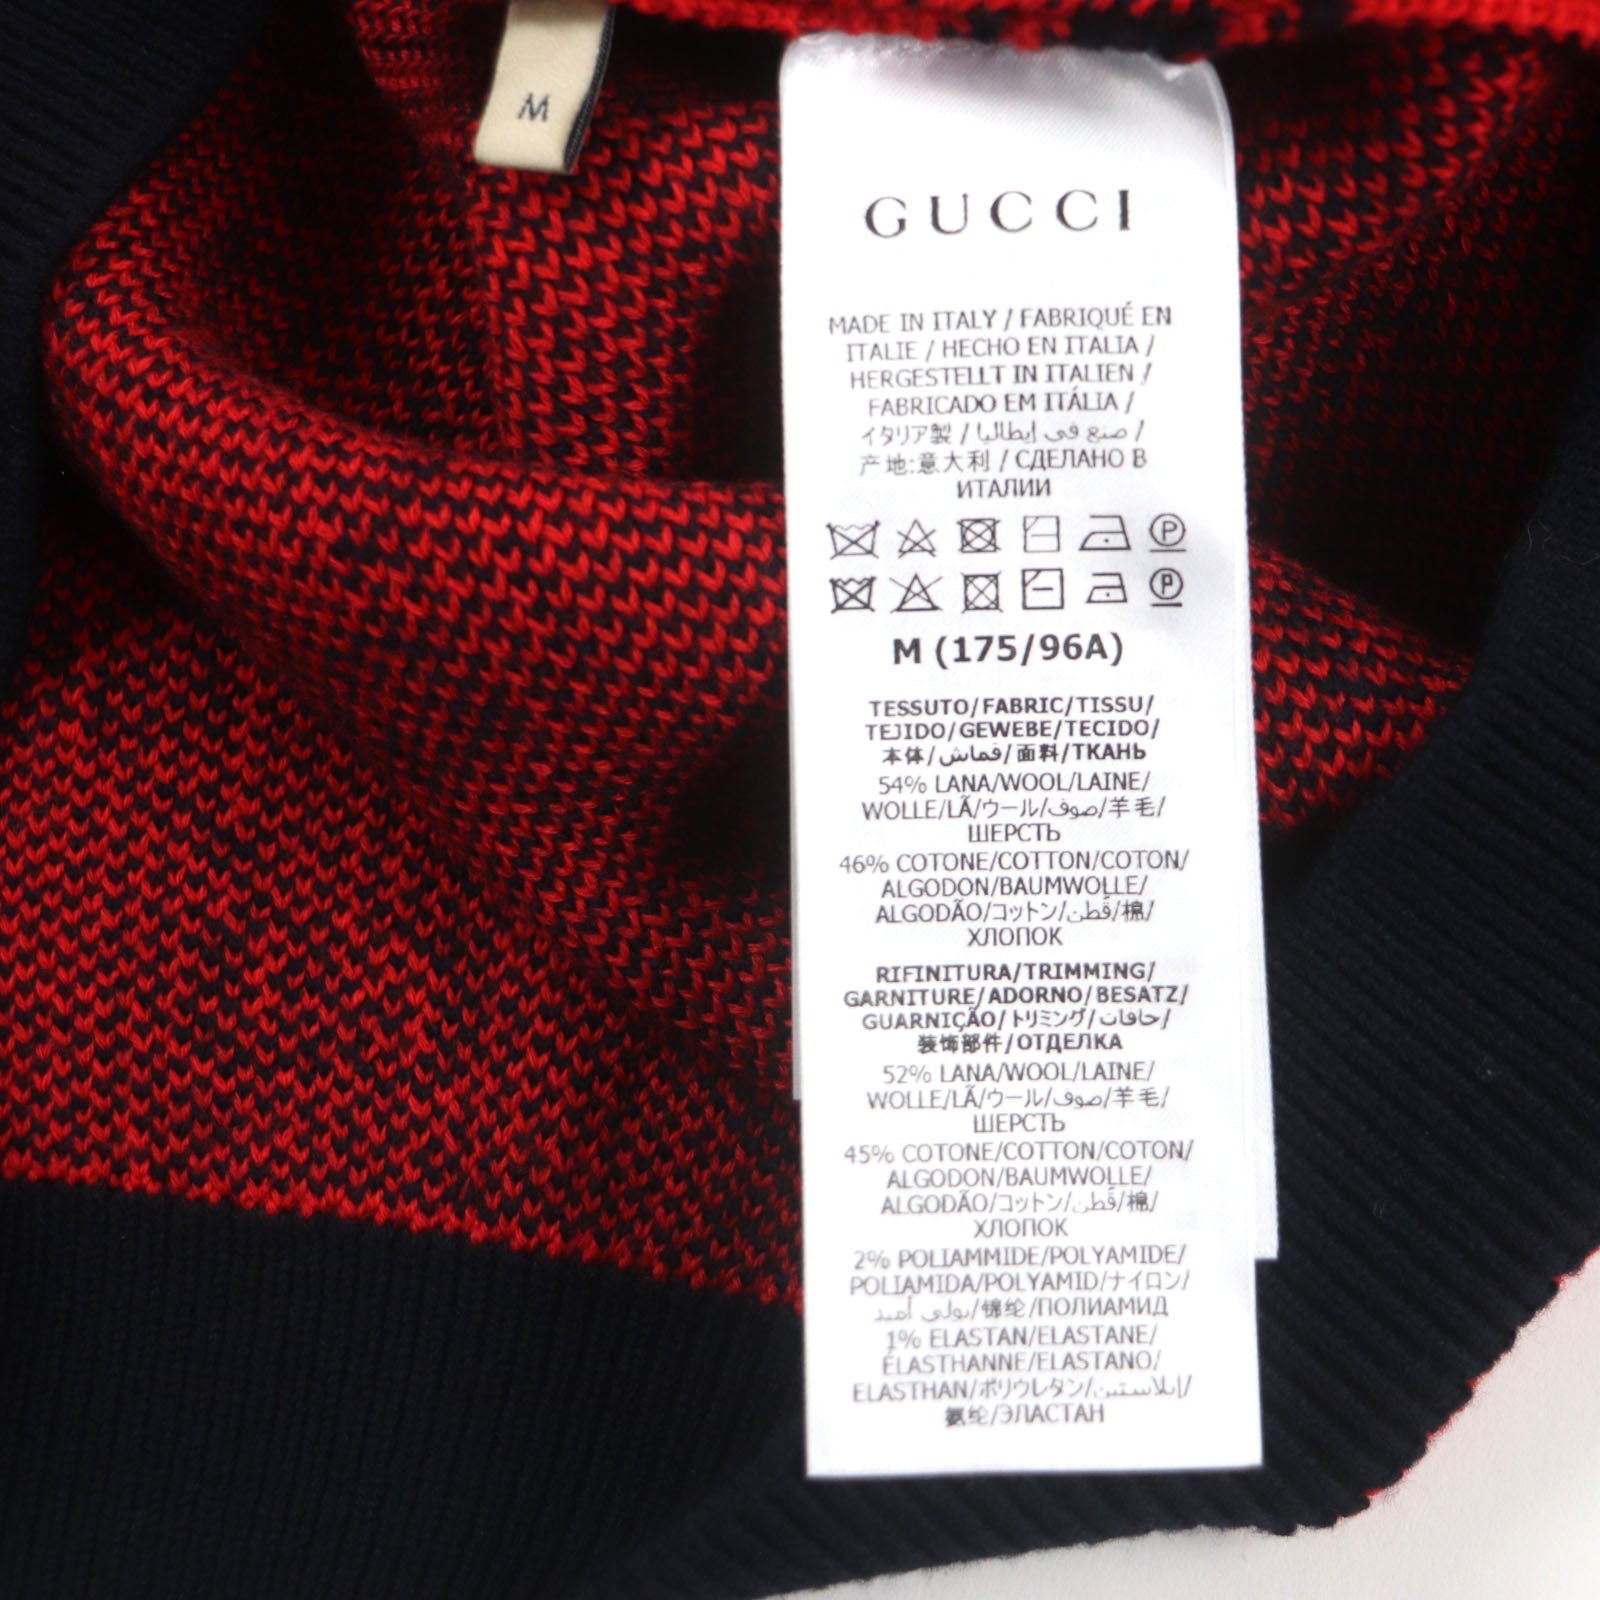 M
GUCCI
MADE IN ITALY / FABRIQUÉ EN
ITALIE / HECHO EN ITALIA /
HERGESTELLT IN ITALIEN /
FABRICADO EM ITÁLIA /
イタリア製 / صنع في إيطاليا /
产地:意大利 / СДЕЛАНО В
ИТАЛИИ
P
P
M (175/96A)
TESSUTO/FABRIC/TISSU/
TEJIDO/GEWEBE/TECIDO/
本体/قماش/面料/ТКАНЬ
54% LANA/WOOL/LAINE/
WOLLE/LÃ/ウール/صوف/羊毛/
ШЕРСТЬ
46% COTONE/COTTON/COTON/
ALGODON/BAUMWOLLE/
ALGODÃO/コットン/قطن/棉/
ХЛОПОК
RIFINITURA/TRIMMING/
GARNITURE/ADORNO/BESATZ/
GUARNIÇÃO/トリミング/حافات/
装饰部件/ОТДЕЛКА
52% LANA/WOOL/LAINE/
WOLLE/LÃ/ウール/صوف/羊毛/
ШЕРСТЬ
45% COTONE/COTTON/COTON/
ALGODON/BAUMWOLLE/
ALGODÃO/コットン/قطن/棉/
ХЛОПОК
2% POLIAMMIDE/POLYAMIDE/
POLIAMIDA/POLYAMID/ナイロン/
بولي أميد/锦纶/ПОЛИАМИД
1% ELASTAN/ELASTANE/
ÉLASTHANNE/ELASTANO/
ELASTHAN/ポリウレタン/إيلاستين/
氨纶/ЭЛАСТАН